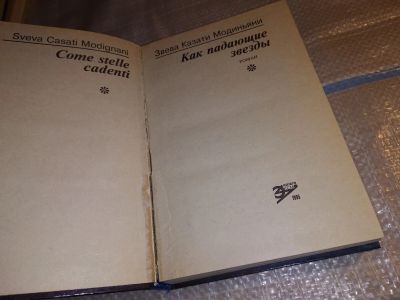 Sveva Casati Modignani
Come stelle
cadenti
Звева Казати Модиньяни
Как падающие
звезды
РОМАН